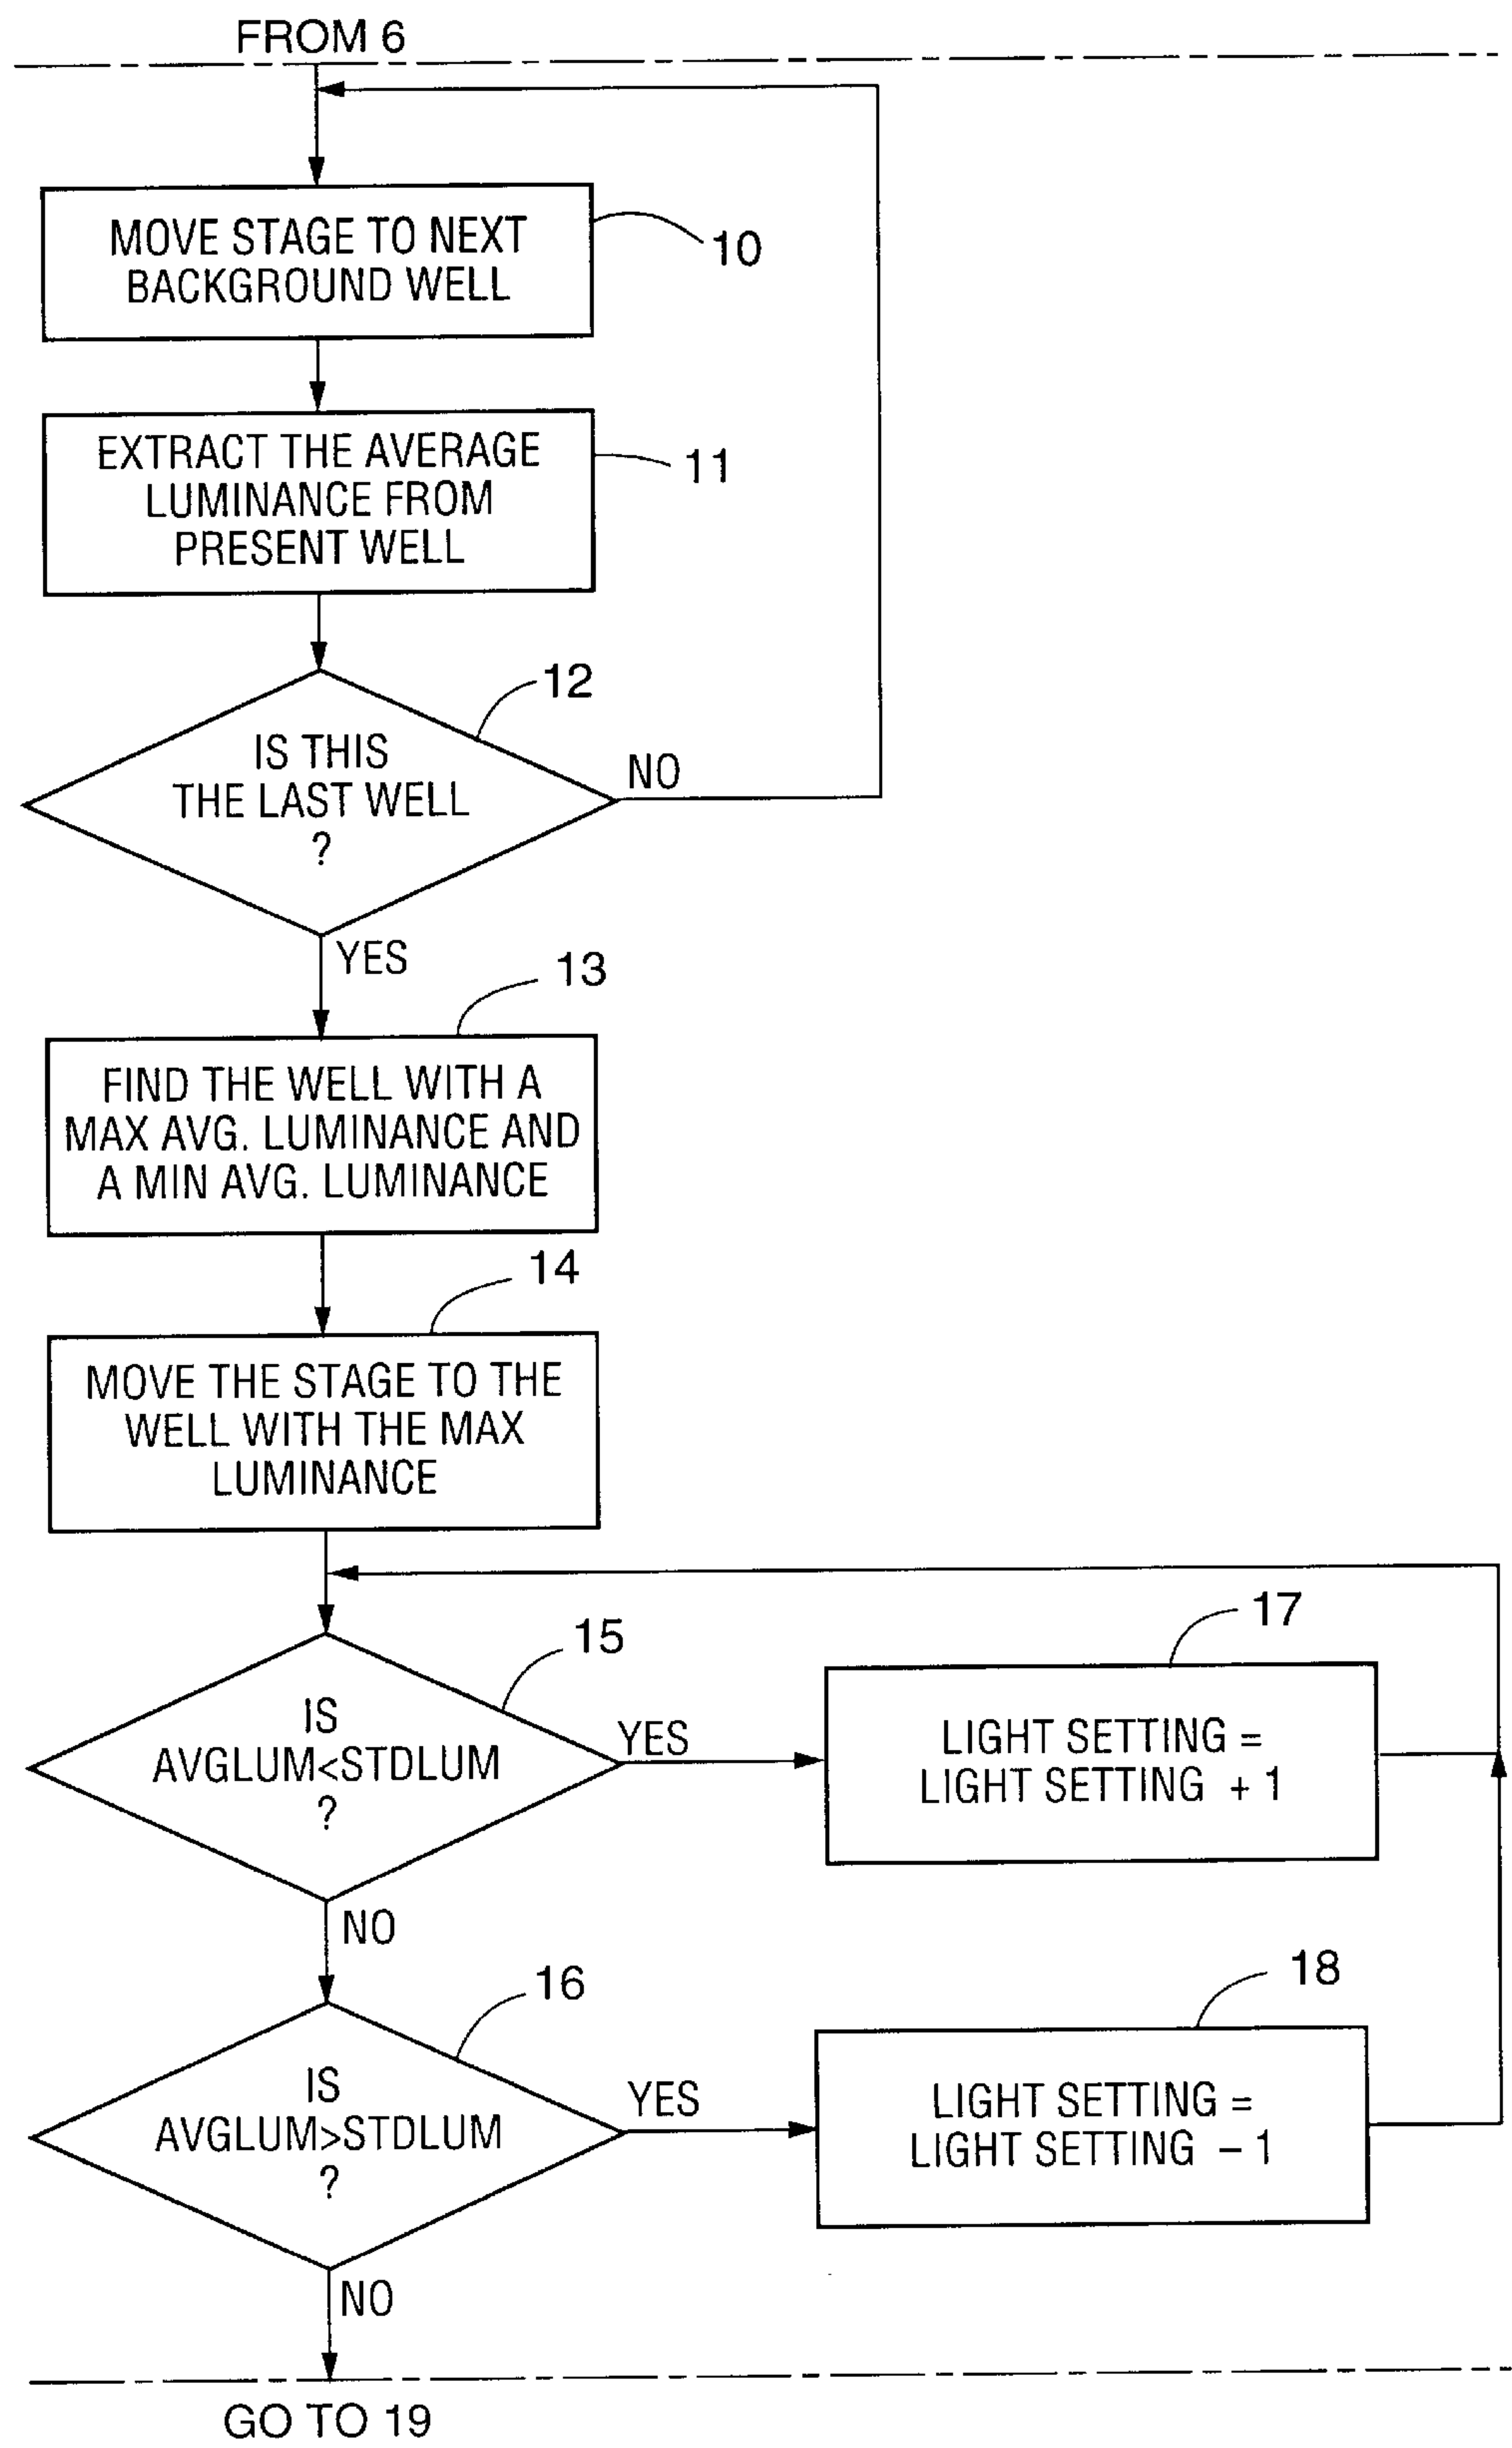 FROM 6
MOVE STAGE TO NEXT
BACKGROUND WELL
10
EXTRACT THE AVERAGE
LUMINANCE FROM
PRESENT WELL
11
12
IS THIS
THE LAST WELL
?
NO
YES
13
FIND THE WELL WITH A
MAX AVG. LUMINANCE AND
A MIN AVG. LUMINANCE
14
MOVE THE STAGE TO THE
WELL WITH THE MAX
LUMINANCE
15
IS
AVGLUM<STDLUM
?
YES
17
LIGHT SETTING =
LIGHT SETTING + 1
NO
16
IS
AVGLUM>STDLUM
?
YES
18
LIGHT SETTING =
LIGHT SETTING – 1
NO
GO TO 19